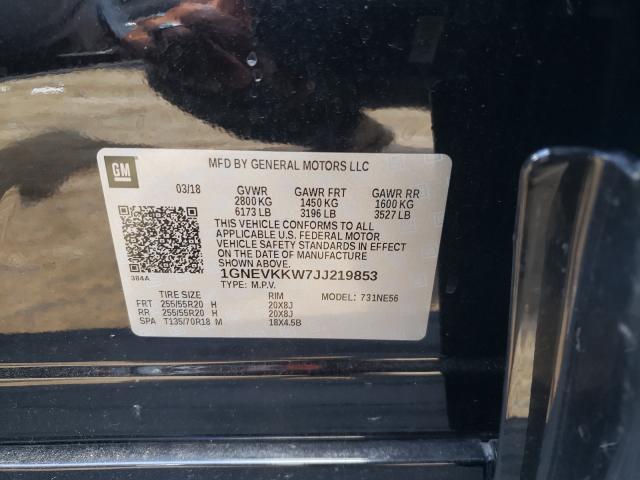 GM
MFD BY GENERAL MOTORS LLC
03/18 GVWR GAWR FRT GAWR RR
2800 KG 1450 KG 1600 KG
6173 LB 3196 LB 3527 LB
THIS VEHICLE CONFORMS TO ALL
APPLICABLE U.S. FEDERAL MOTOR
VEHICLE SAFETY STANDARDS IN EFFECT
ON THE DATE OF MANUFACTURE
SHOWN ABOVE.
384A 1GNEVKKW7JJ219853
TYPE: M.P.V.
TIRE SIZE RIM MODEL: 731NE56
FRT 255/55R20 H 20X8J
RR 255/55R20 H 20X8J
SPA T135/70R18 M 18X4.5B